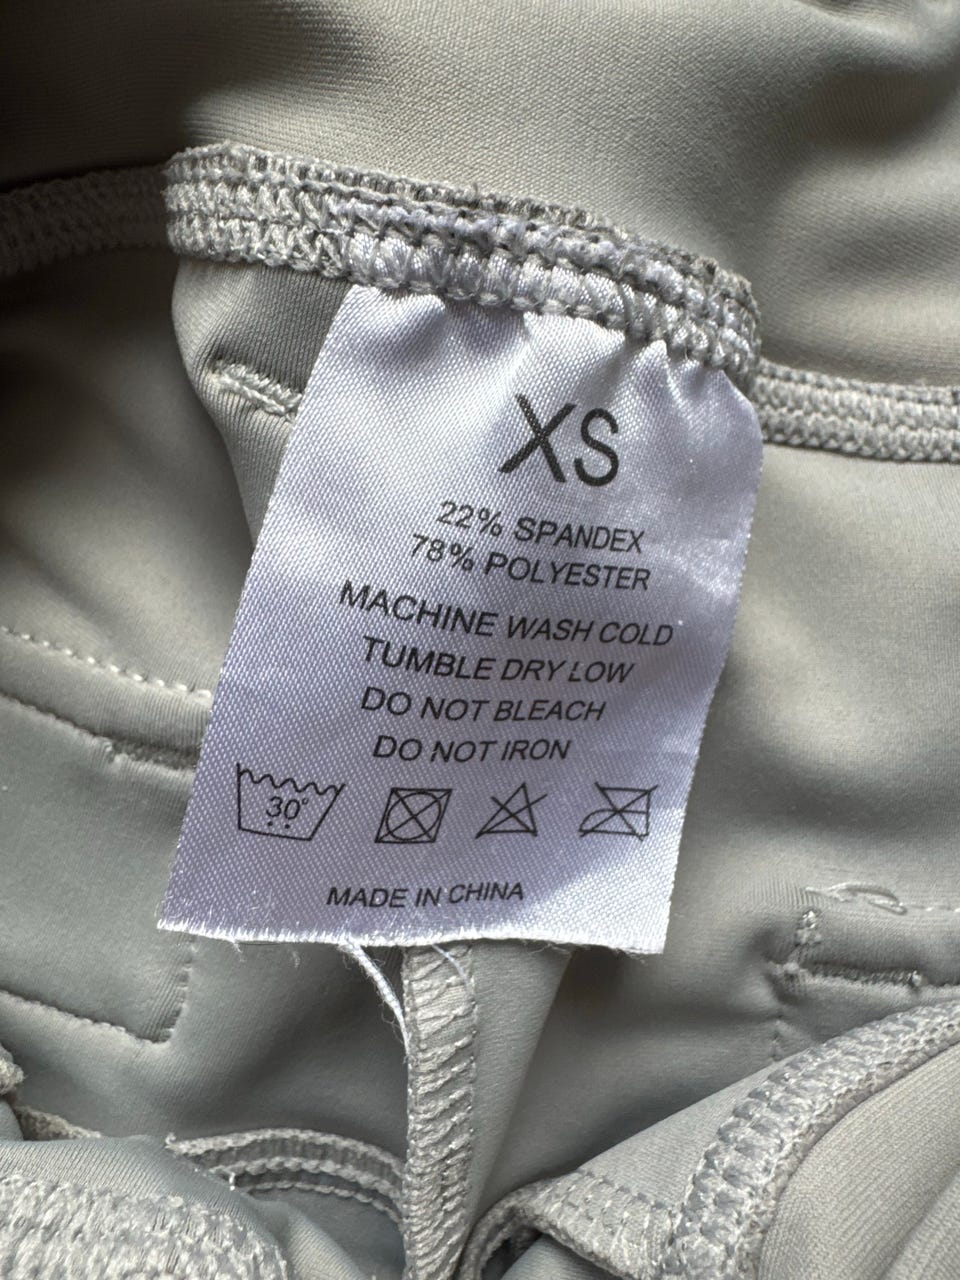 XS
22% SPANDEX
78% POLYESTER
MACHINE WASH COLD
TUMBLE DRY LOW
DO NOT BLEACH
DO NOT IRON
30°
MADE IN CHINA